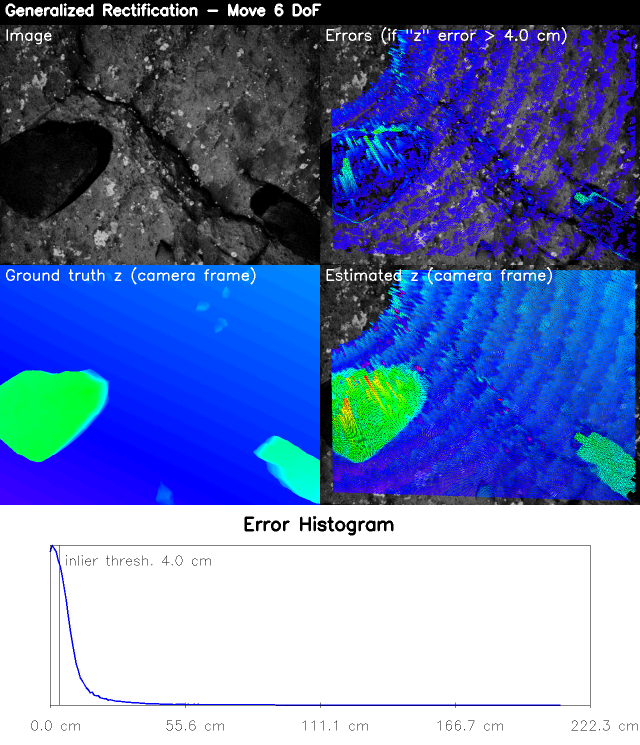 Generalized Rectification – Move 6 DoF
Image
Errors (if "z" error > 4.0 cm)
Ground truth z (camera frame)
Estimated z (camera frame)
Error Histogram
inlier thresh. 4.0 cm
0.0 cm 55.6 cm 111.1 cm 166.7 cm 222.3 cm